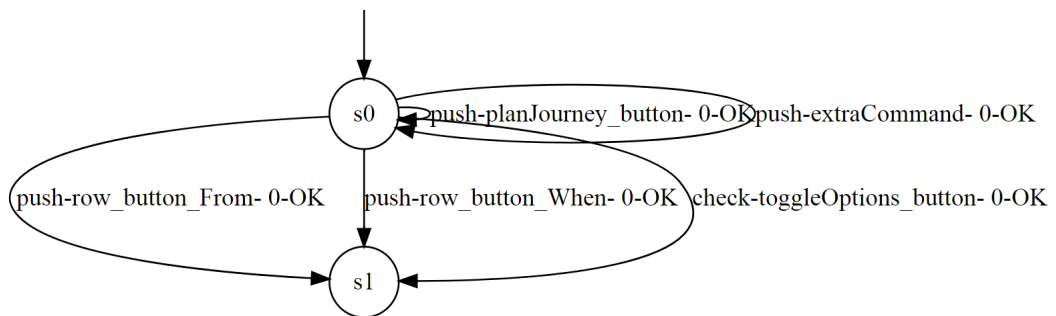 s0
push-planJourney_button- 0-OK
push-extraCommand- 0-OK
push-row_button_From- 0-OK
push-row_button_When- 0-OK
check-toggleOptions_button- 0-OK
s1